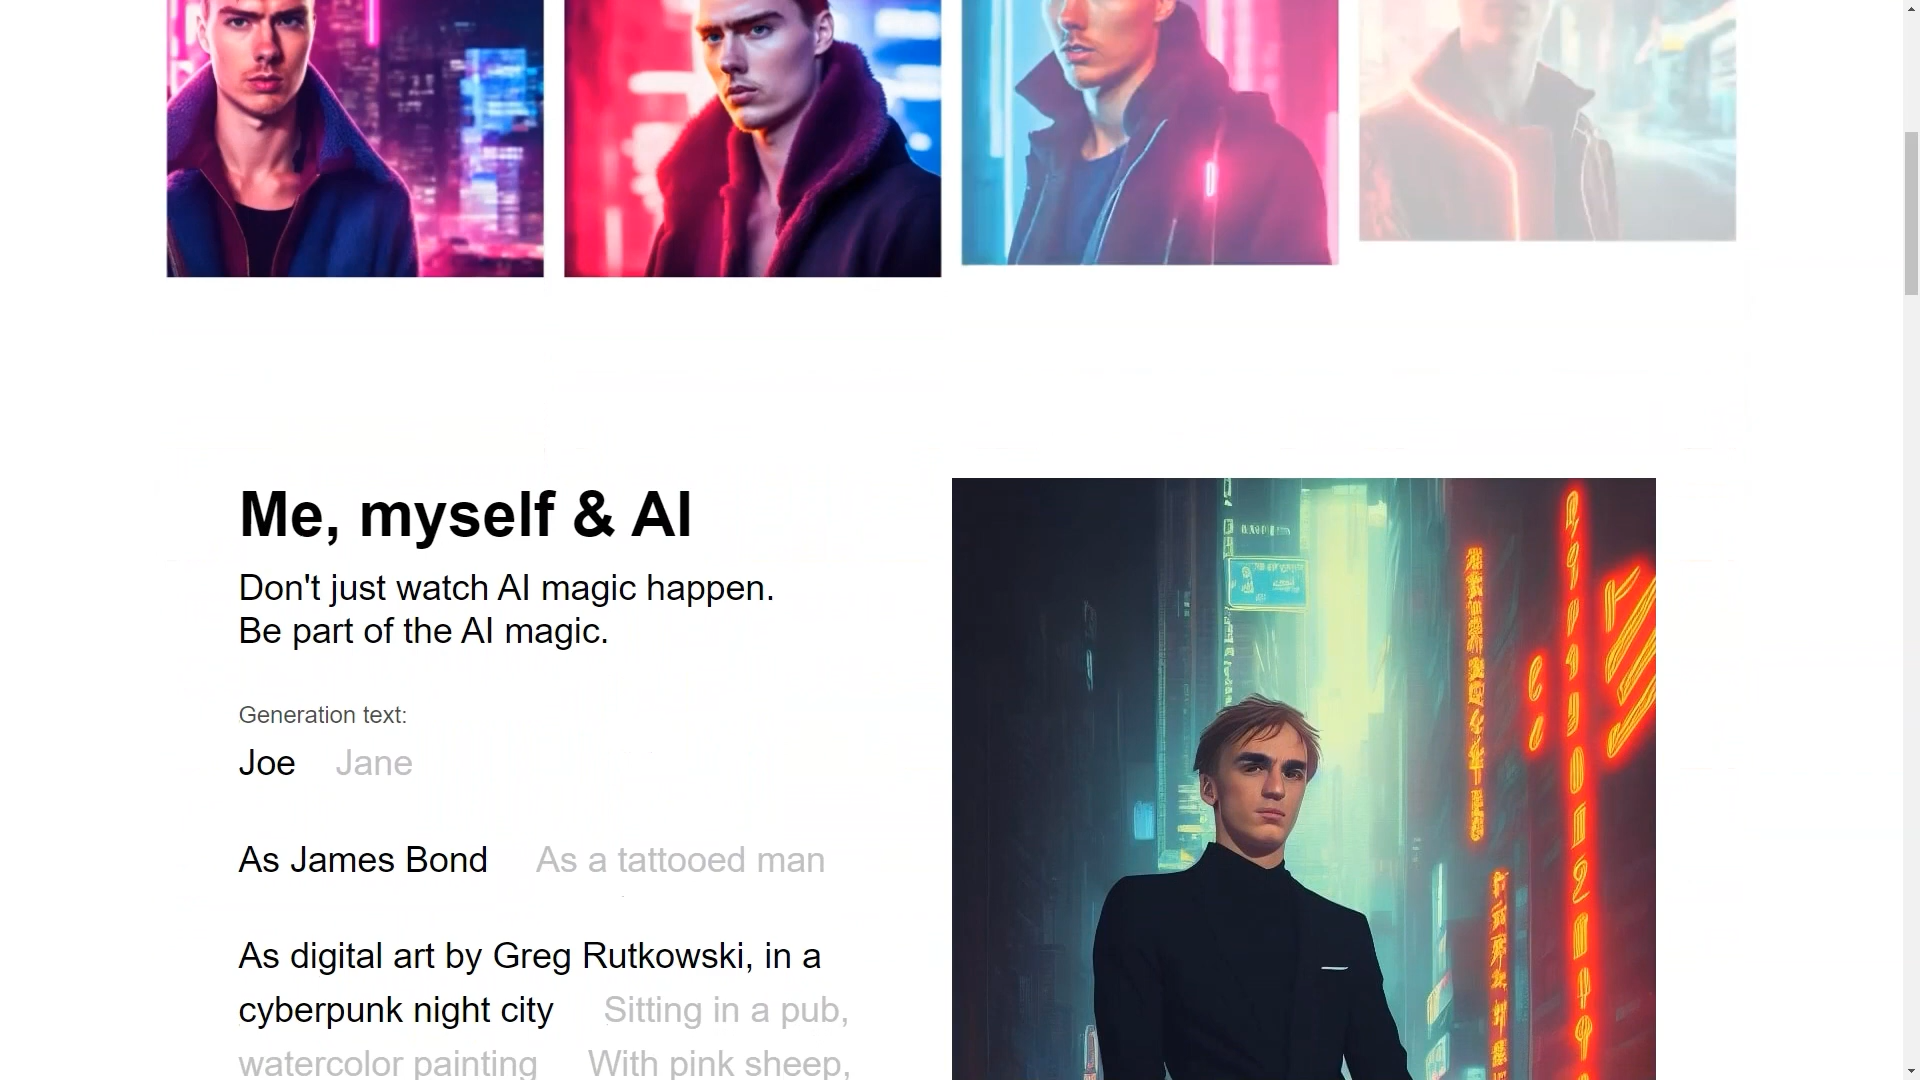 Me, myself & AI
Don't just watch AI magic happen.
Be part of the AI magic.
Generation text:
Joe Jane
As James Bond As a tattooed man
As digital art by Greg Rutkowski, in a
cyberpunk night city Sitting in a pub,
watercolor painting With pink sheep,